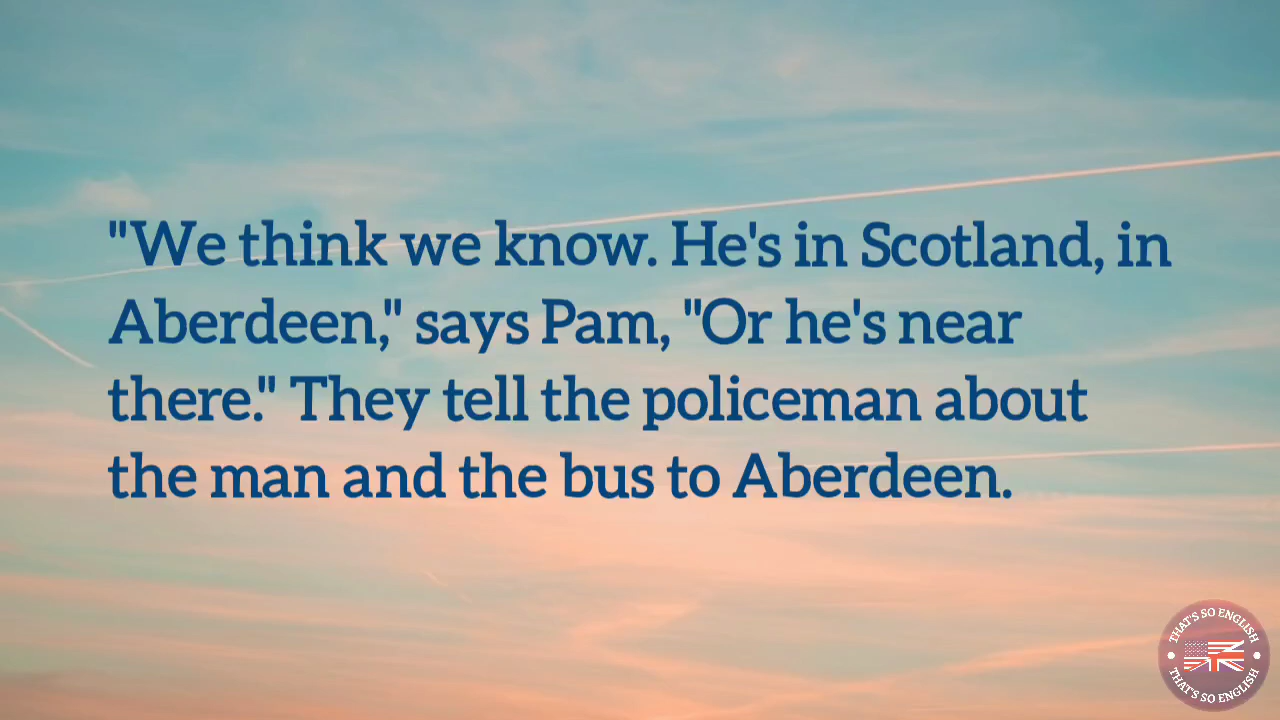 "We think we know. He's in Scotland, in
Aberdeen," says Pam, "Or he's near
there." They tell the policeman about
the man and the bus to Aberdeen.
THAT'S SO ENGLISH
THAT'S SO ENGLISH